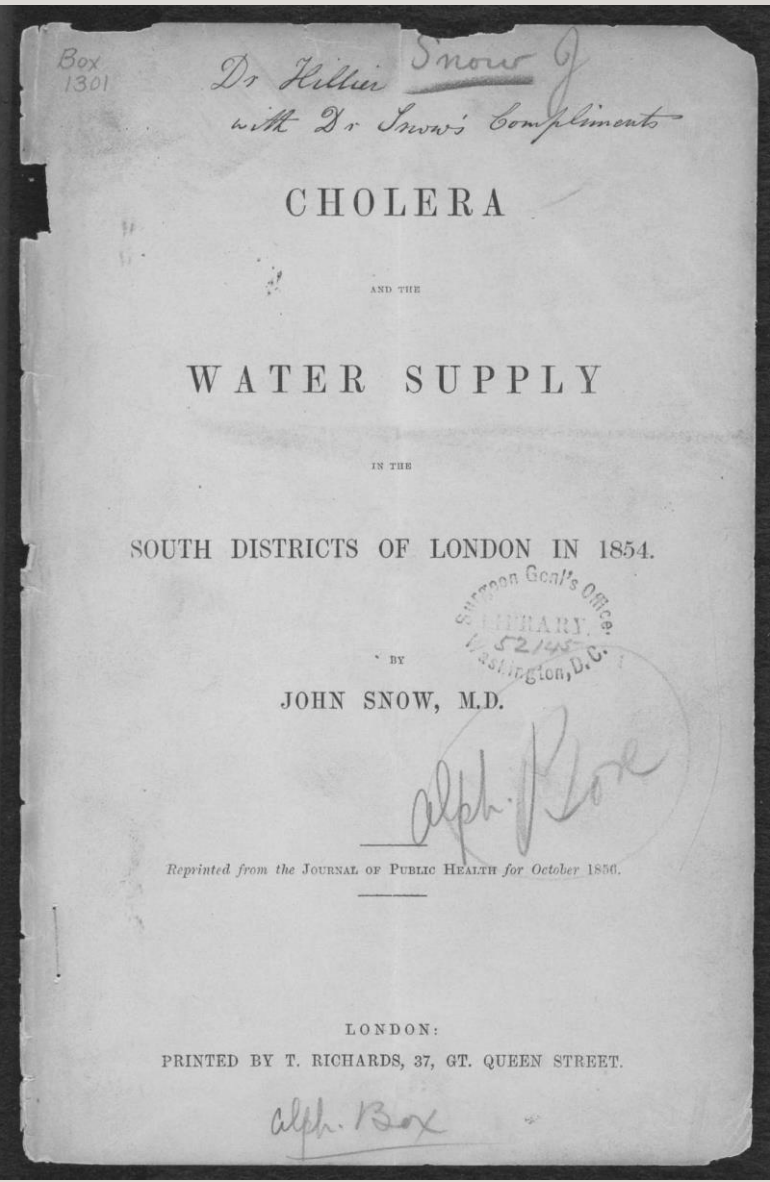 Box
1301
Snow J
Dr Hillier
with Dr Snow's Compliments
CHOLERA
AND THE
WATER SUPPLY
IN THE
SOUTH DISTRICTS OF LONDON IN 1854.
Surgeon Genl's Office.
LIBRARY.
52145
Washington, D.C.
BY
JOHN SNOW, M.D.
alph. Box
Reprinted from the JOURNAL OF PUBLIC HEALTH for October 1856.
LONDON:
PRINTED BY T. RICHARDS, 37, GT. QUEEN STREET.
alph. Box